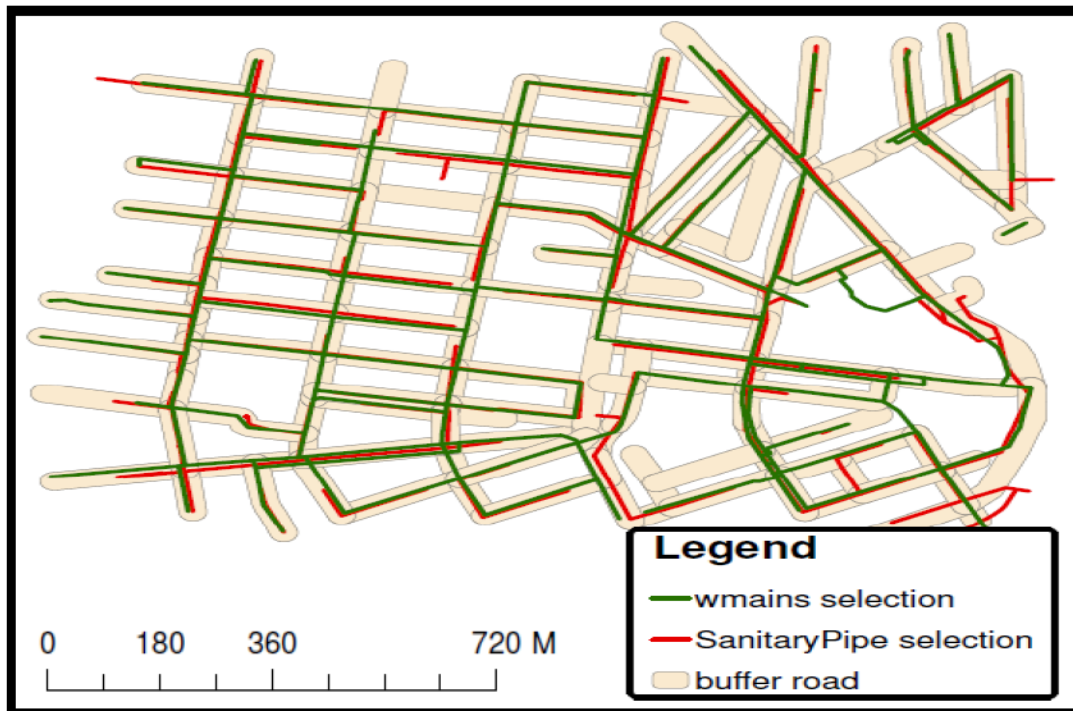 Legend
wmains selection
SanitaryPipe selection
buffer road
0 180 360 720 M